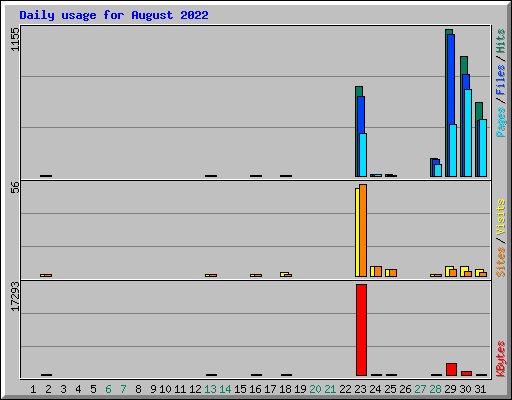 Daily usage for August 2022
1155
Pages / Files / Hits
56
Sites / Visits
17293
KBytes
1 2 3 4 5 6 7 8 9 10 11 12 13 14 15 16 17 18 19 20 21 22 23 24 25 26 27 28 29 30 31